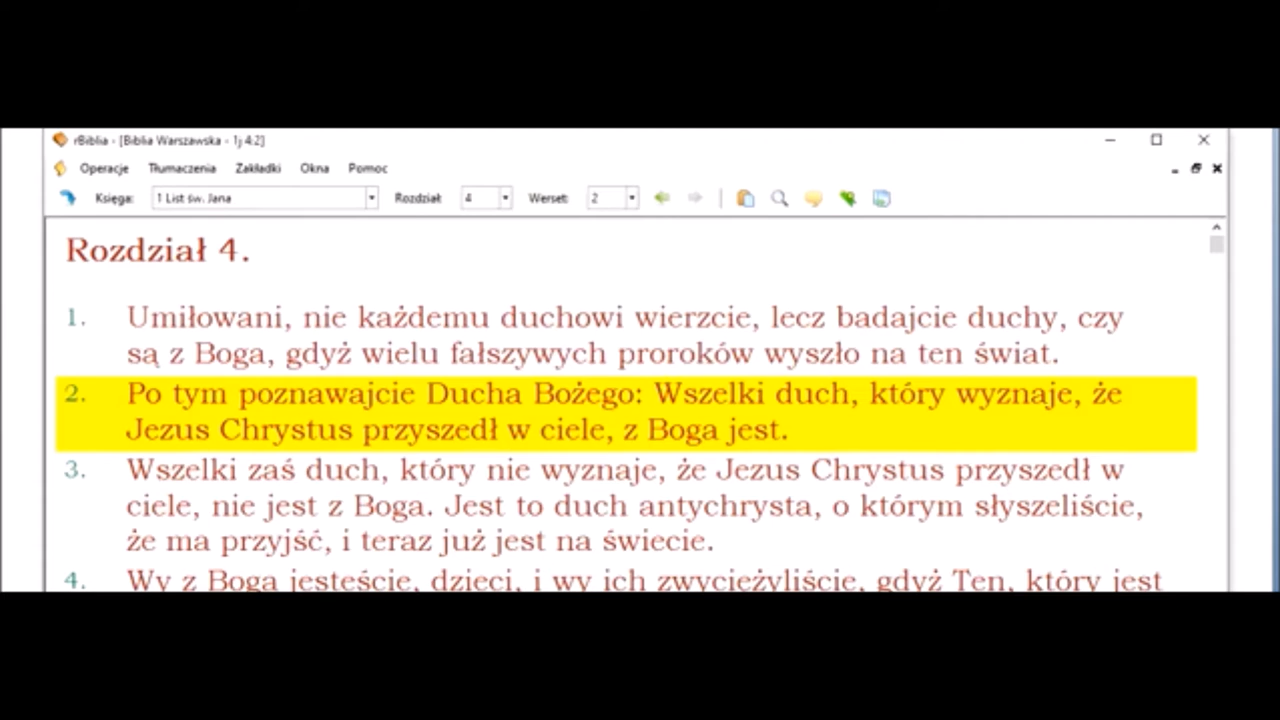 rBiblia - [Biblia Warszawska - 1j 4:2]
Operacje Tłumaczenia Zakładki Okna Pomoc
Księga: 1 List św. Jana Rozdział 4 Werset: 2
Rozdział 4.
1. Umiłowani, nie każdemu duchowi wierzcie, lecz badajcie duchy, czy
są z Boga, gdyż wielu fałszywych proroków wyszło na ten świat.
2. Po tym poznawajcie Ducha Bożego: Wszelki duch, który wyznaje, że
Jezus Chrystus przyszedł w ciele, z Boga jest.
3. Wszelki zaś duch, który nie wyznaje, że Jezus Chrystus przyszedł w
ciele, nie jest z Boga. Jest to duch antychrysta, o którym słyszeliście,
że ma przyjść, i teraz już jest na świecie.
4. Wy z Boga jesteście, dzieci, i wy ich zwyciężyliście, gdyż Ten, który jest